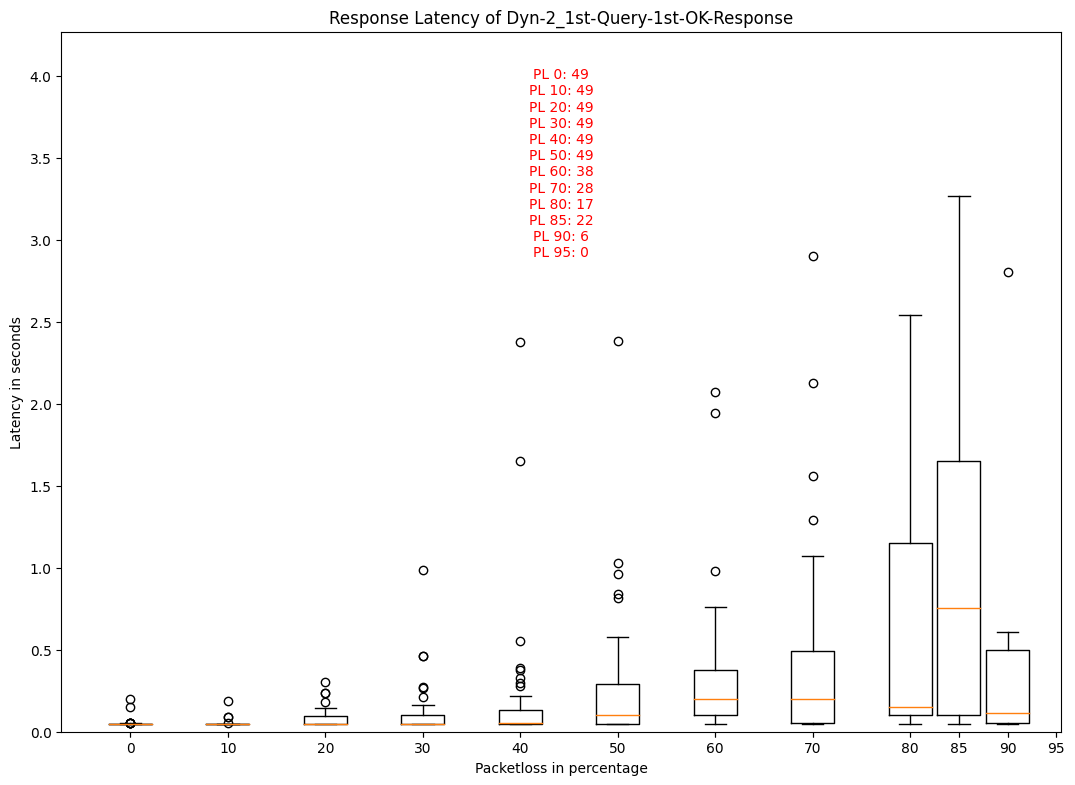 Response Latency of Dyn-2_1st-Query-1st-OK-Response
PL 0: 49
PL 10: 49
PL 20: 49
PL 30: 49
PL 40: 49
PL 50: 49
PL 60: 38
PL 70: 28
PL 80: 17
PL 85: 22
PL 90: 6
PL 95: 0
Latency in seconds
4.0
3.5
3.0
2.5
2.0
1.5
1.0
0.5
0.0
0 10 20 30 40 50 60 70 80 85 90 95
Packetloss in percentage